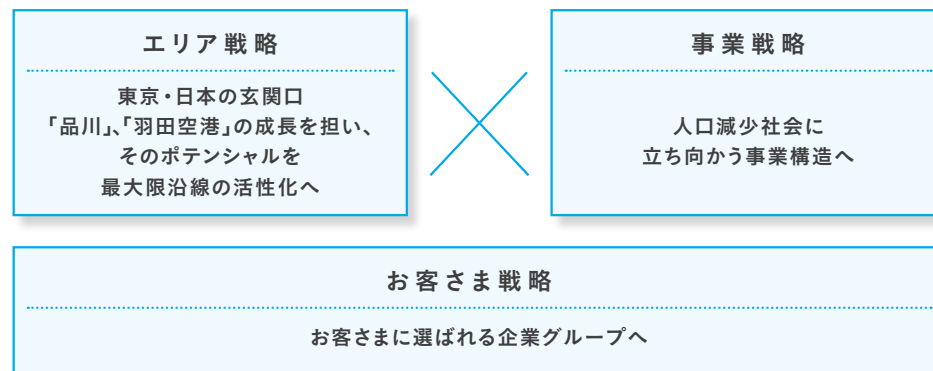 エリア戦略
東京・日本の玄関口
「品川」、「羽田空港」の成長を担い、
そのポテンシャルを
最大限沿線の活性化へ
事業戦略
人口減少社会に
立ち向かう事業構造へ
お客さま戦略
お客さまに選ばれる企業グループへ